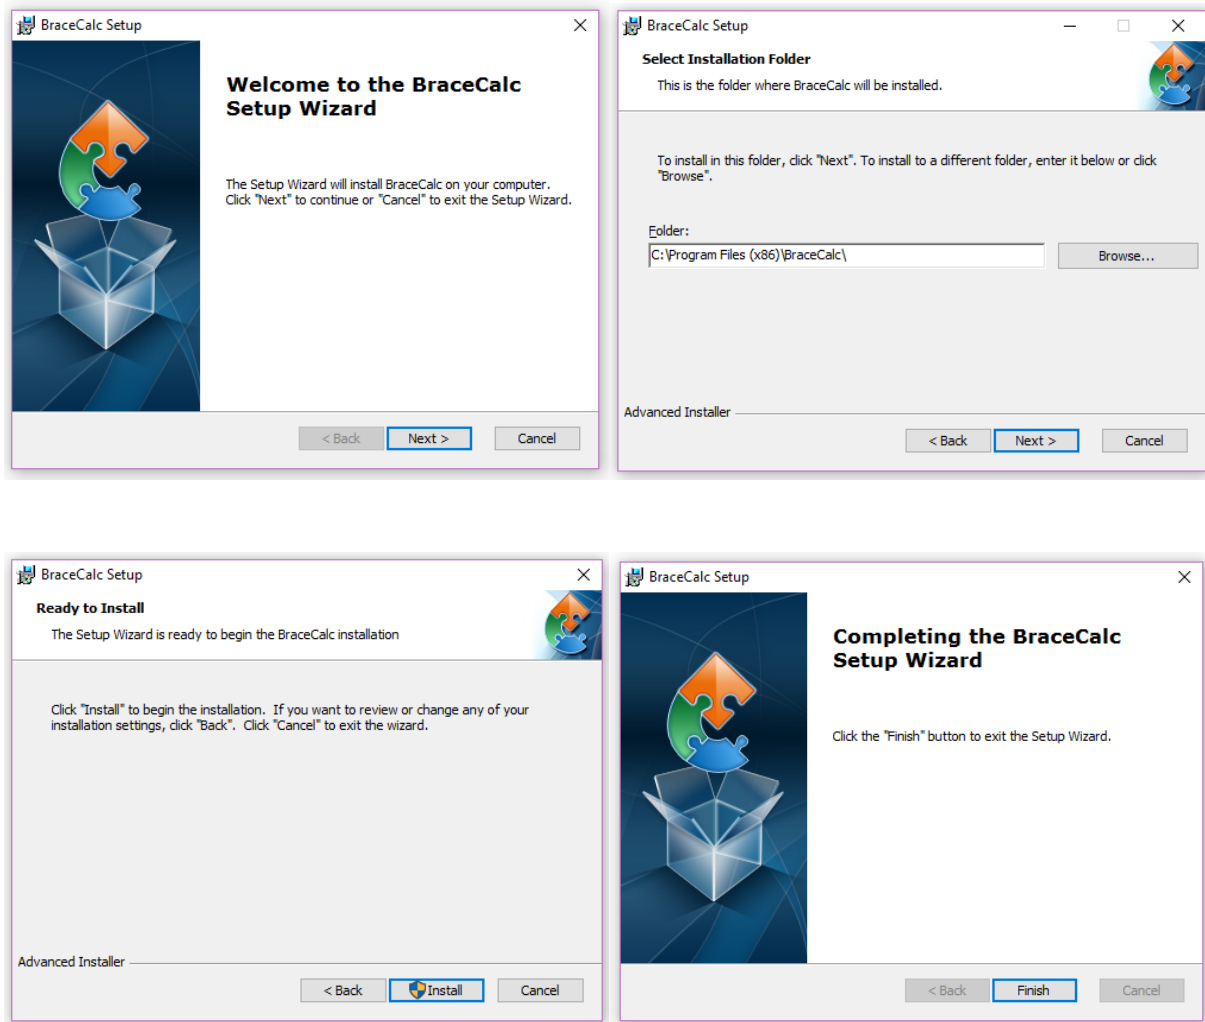 BraceCalc Setup
Welcome to the BraceCalc
Setup Wizard
The Setup Wizard will install BraceCalc on your computer.
Click "Next" to continue or "Cancel" to exit the Setup Wizard.
< Back
Next >
Cancel
BraceCalc Setup
Select Installation Folder
This is the folder where BraceCalc will be installed.
To install in this folder, click "Next". To install to a different folder, enter it below or click
"Browse".
Folder:
C:\Program Files (x86)\BraceCalc\
Browse...
Advanced Installer
< Back
Next >
Cancel
BraceCalc Setup
Ready to Install
The Setup Wizard is ready to begin the BraceCalc installation
Click "Install" to begin the installation.  If you want to review or change any of your
installation settings, click "Back".  Click "Cancel" to exit the wizard.
Advanced Installer
< Back
Install
Cancel
BraceCalc Setup
Completing the BraceCalc
Setup Wizard
Click the "Finish" button to exit the Setup Wizard.
< Back
Finish
Cancel